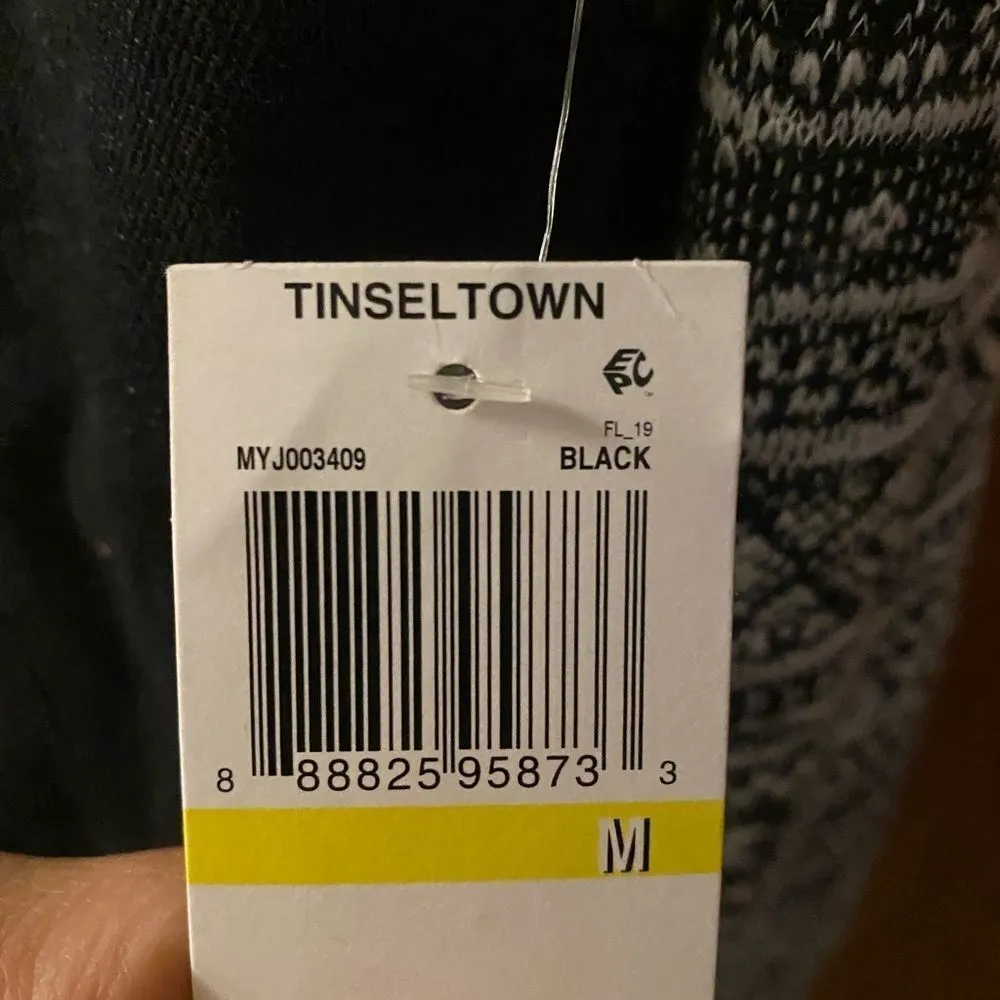 TINSELTOWN
EPC
FL_19
MYJ003409 BLACK
8 88825 95873 3
M